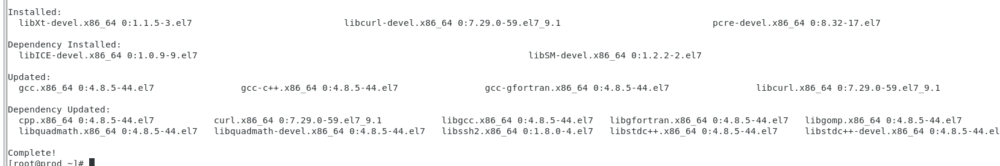 Installed:
libXt-devel.x86_64 0:1.1.5-3.el7 libcurl-devel.x86_64 0:7.29.0-59.el7_9.1 pcre-devel.x86_64 0:8.32-17.el7
Dependency Installed:
libICE-devel.x86_64 0:1.0.9-9.el7 libSM-devel.x86_64 0:1.2.2-2.el7
Updated:
gcc.x86_64 0:4.8.5-44.el7 gcc-c++.x86_64 0:4.8.5-44.el7 gcc-gfortran.x86_64 0:4.8.5-44.el7 libcurl.x86_64 0:7.29.0-59.el7_9.1
Dependency Updated:
cpp.x86_64 0:4.8.5-44.el7 curl.x86_64 0:7.29.0-59.el7_9.1 libgcc.x86_64 0:4.8.5-44.el7 libgfortran.x86_64 0:4.8.5-44.el7 libgomp.x86_64 0:4.8.5-44.el7
libquadmath.x86_64 0:4.8.5-44.el7 libquadmath-devel.x86_64 0:4.8.5-44.el7 libssh2.x86_64 0:1.8.0-4.el7 libstdc++.x86_64 0:4.8.5-44.el7 libstdc++-devel.x86_64 0:4.8.5-44.el
Complete!
[root@prod ~]#